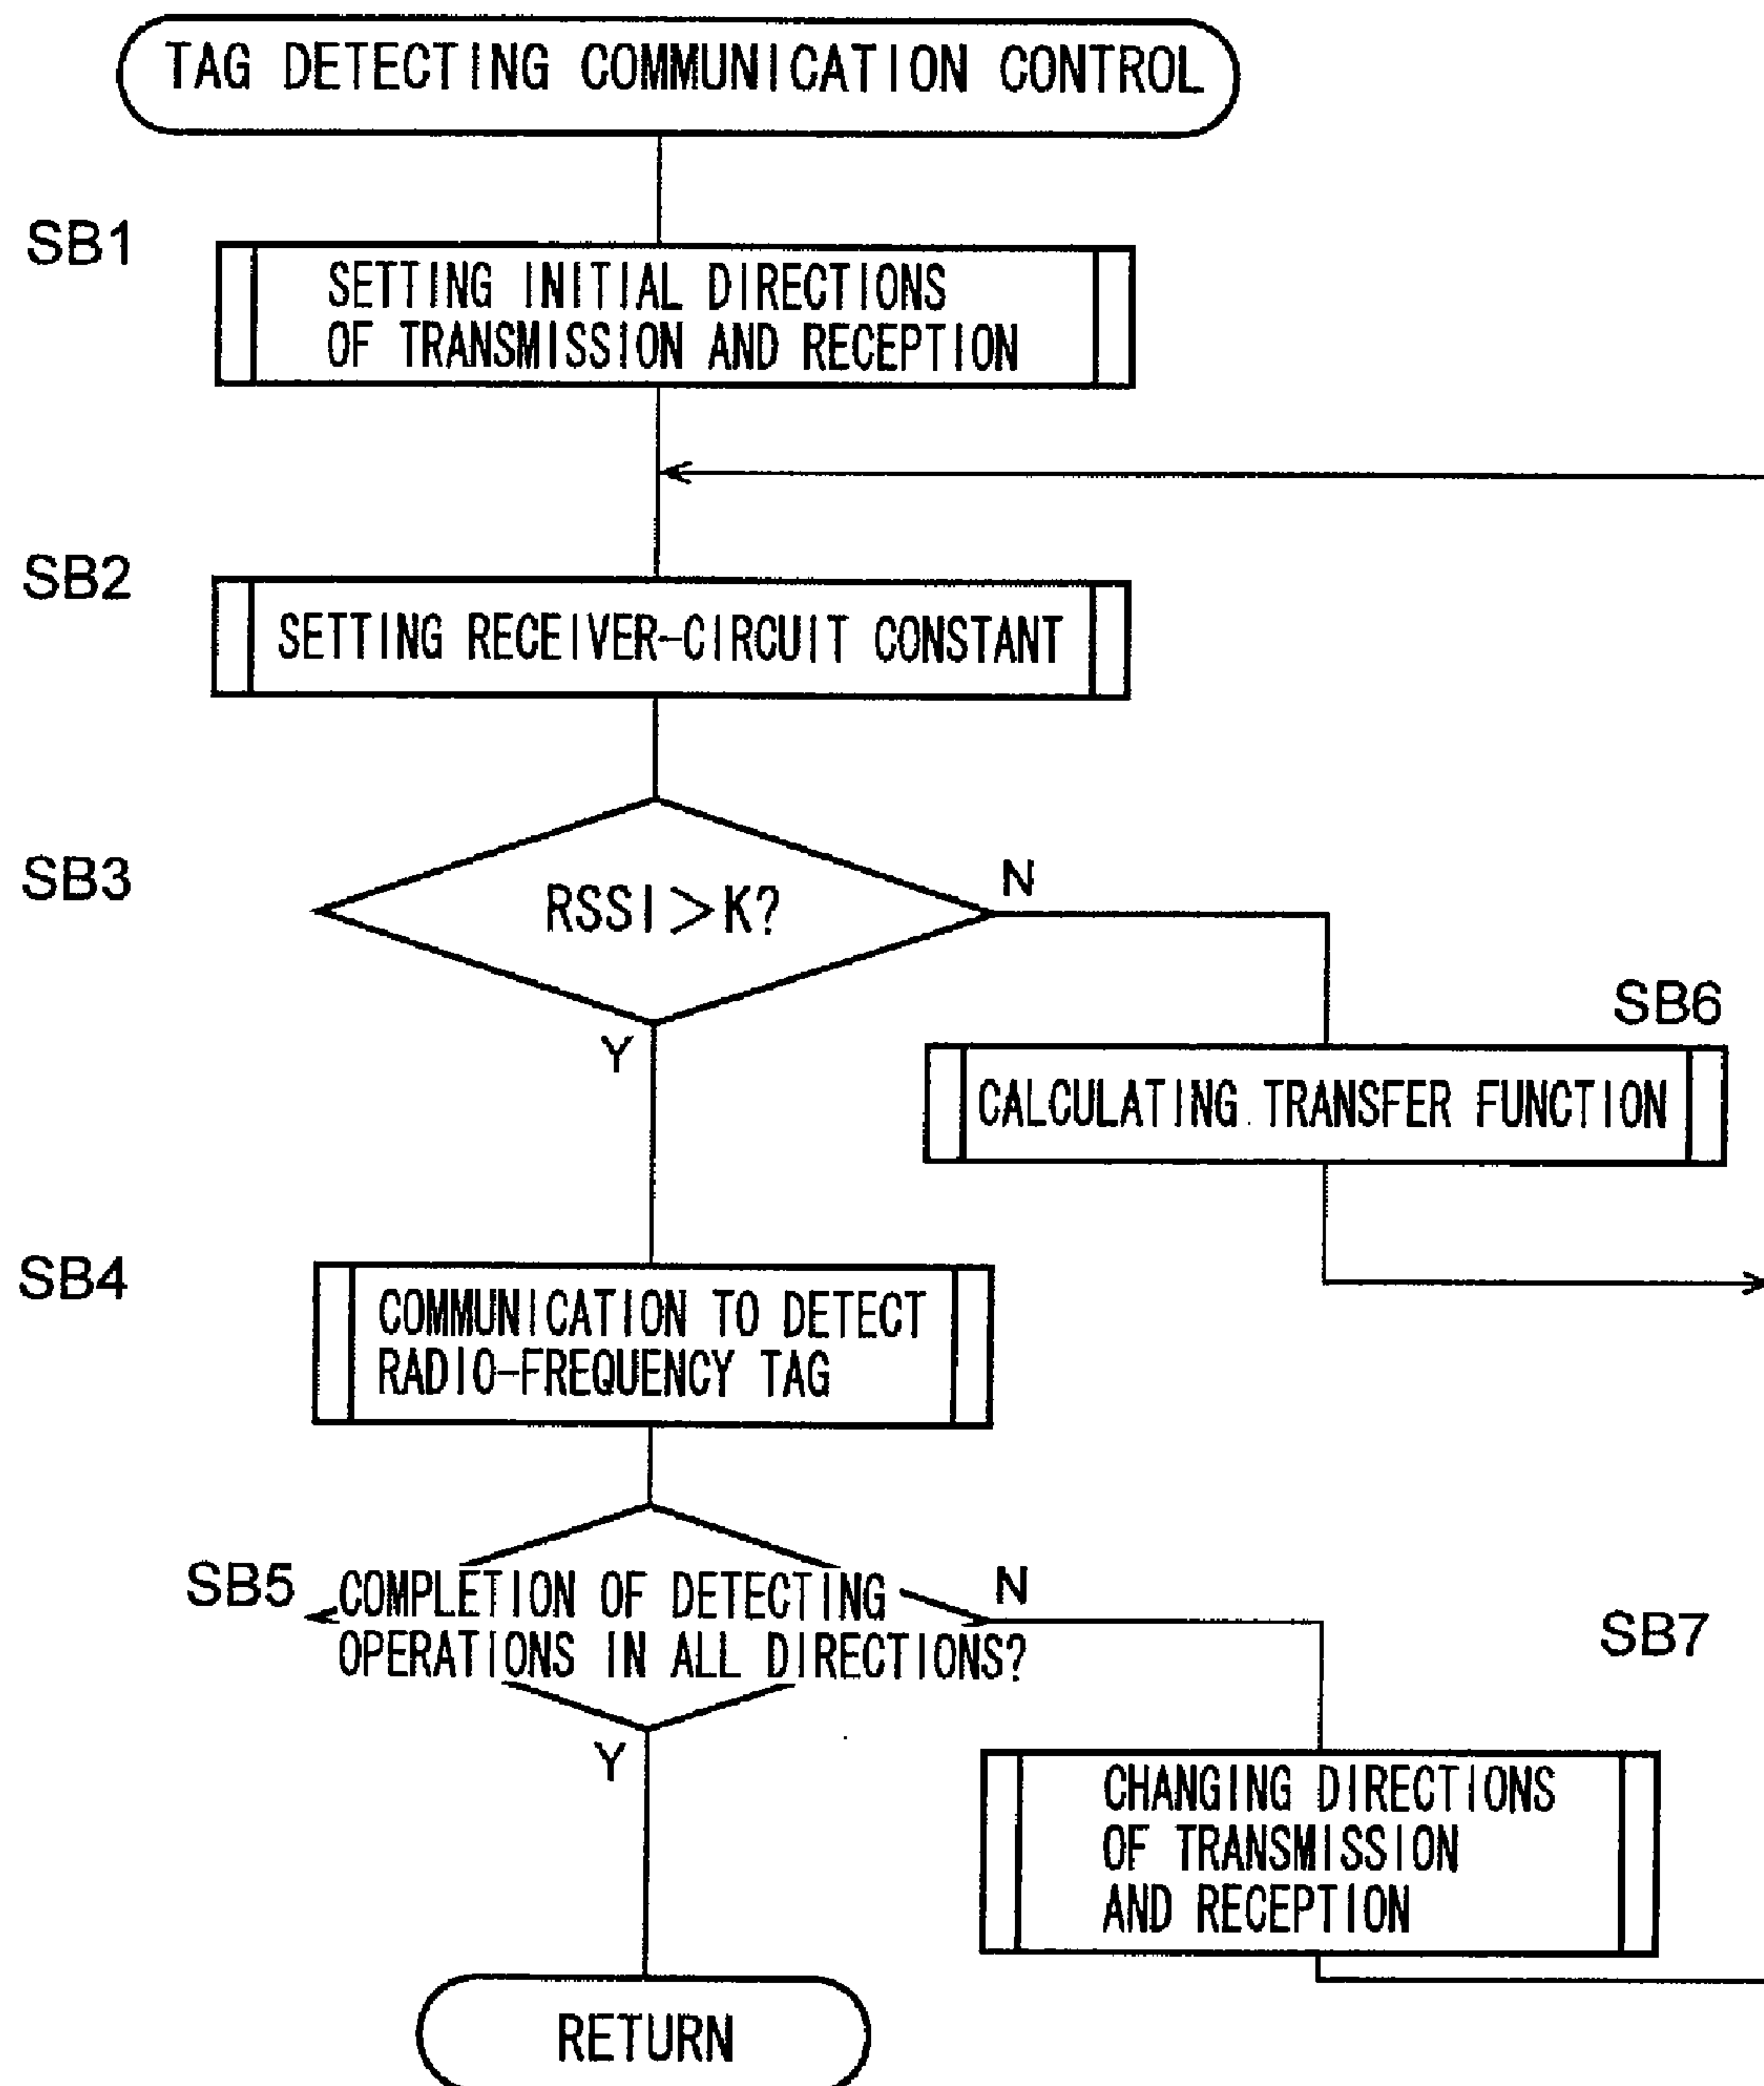 TAG DETECTING COMMUNICATION CONTROL
SB1
SETTING INITIAL DIRECTIONS
OF TRANSMISSION AND RECEPTION
SB2
SETTING RECEIVER-CIRCUIT CONSTANT
SB3
RSSI>K?
N
Y
SB6
CALCULATING TRANSFER FUNCTION
SB4
COMMUNICATION TO DETECT
RADIO-FREQUENCY TAG
SB5
COMPLETION OF DETECTING
OPERATIONS IN ALL DIRECTIONS?
N
Y
SB7
CHANGING DIRECTIONS
OF TRANSMISSION
AND RECEPTION
RETURN